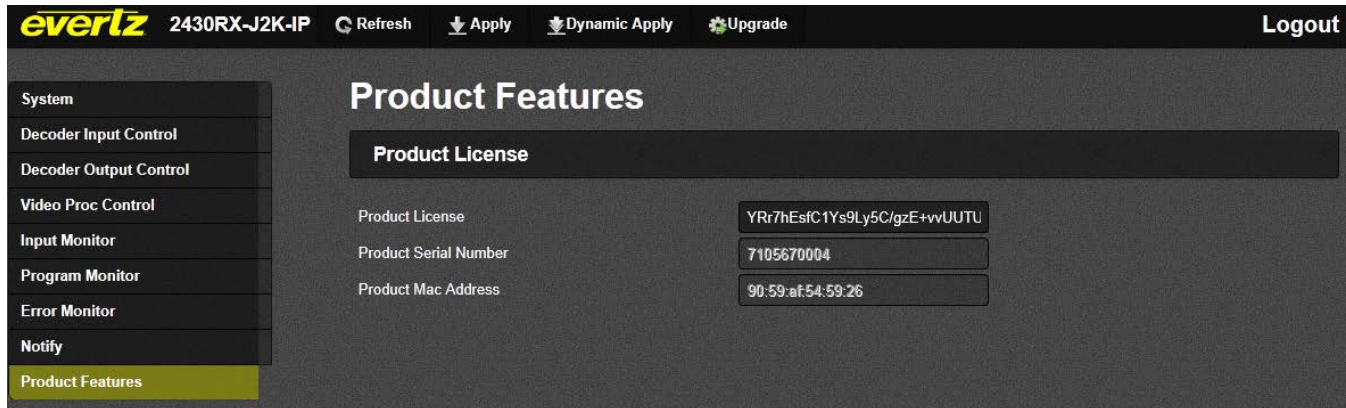 evertz 2430RX-J2K-IP Refresh Apply Dynamic Apply Upgrade Logout
System
Decoder Input Control
Decoder Output Control
Video Proc Control
Input Monitor
Program Monitor
Error Monitor
Notify
Product Features
Product Features
Product License
Product License YRr7hEsfC1Ys9Ly5C/gzE+vvUUTU
Product Serial Number 7105670004
Product Mac Address 90:59:af:54:59:26